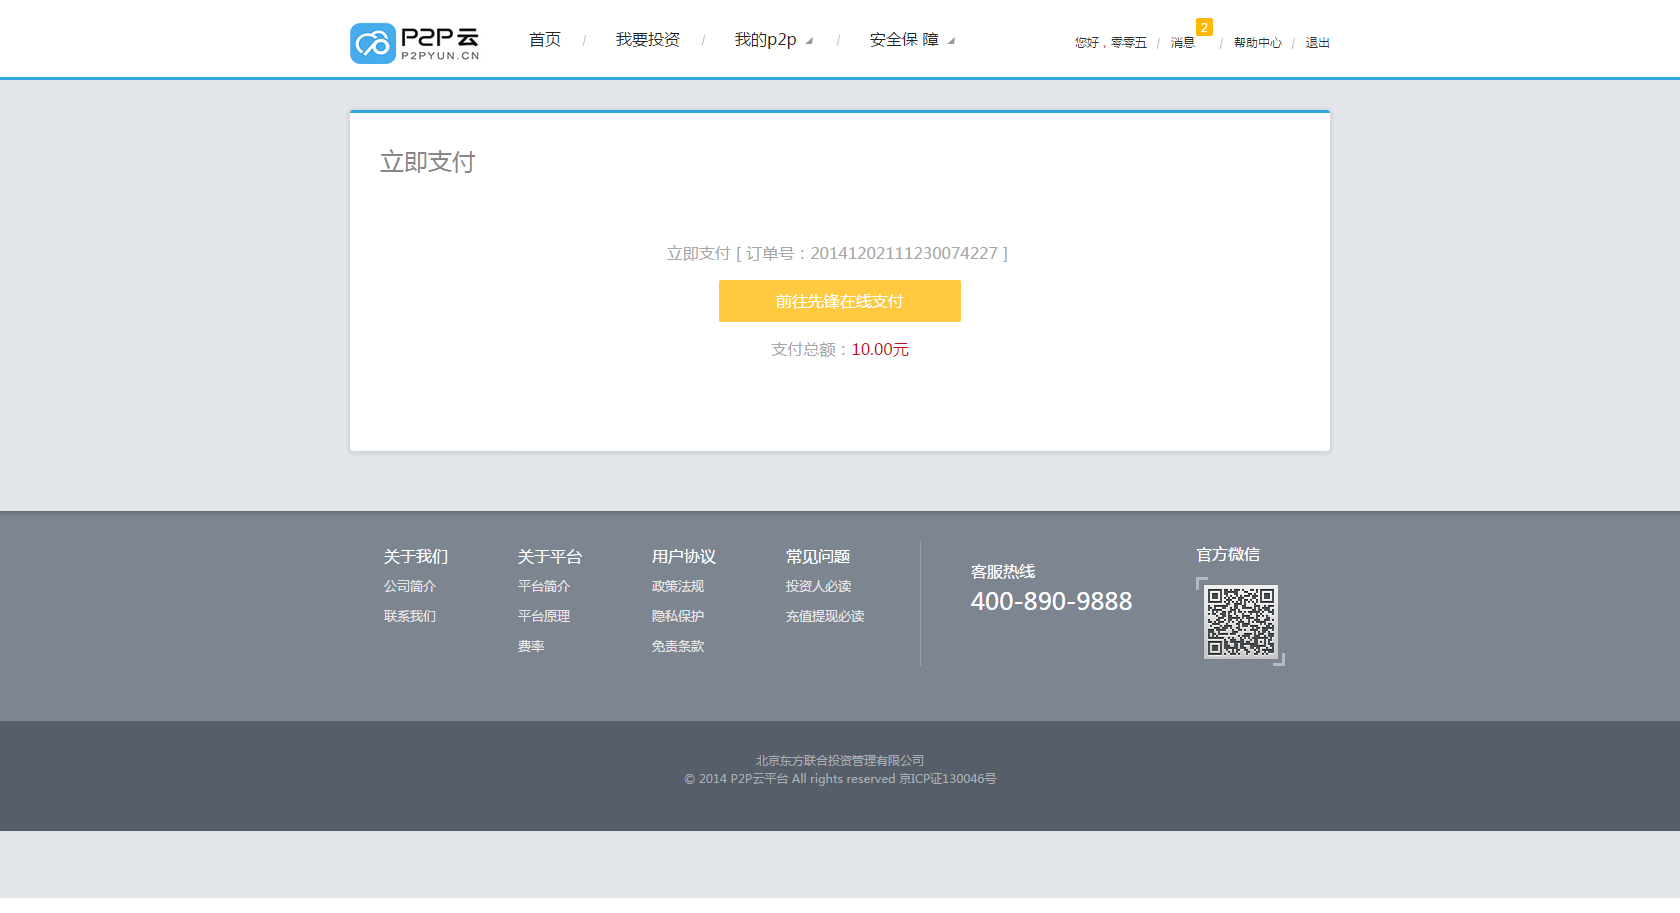 P2P云
P2PYUN.CN
首页 / 我要投资 / 我的p2p / 安全保 障
您好，零零五 / 消息 2 / 帮助中心 / 退出
立即支付
立即支付 [ 订单号：20141202111230074227 ]
前往先锋在线支付
支付总额：10.00元
关于我们
公司简介
联系我们
关于平台
平台简介
平台原理
费率
用户协议
政策法规
隐私保护
免责条款
常见问题
投资人必读
充值提现必读
客服热线
400-890-9888
官方微信
北京东方联合投资管理有限公司
© 2014 P2P云平台 All rights reserved 京ICP证130046号